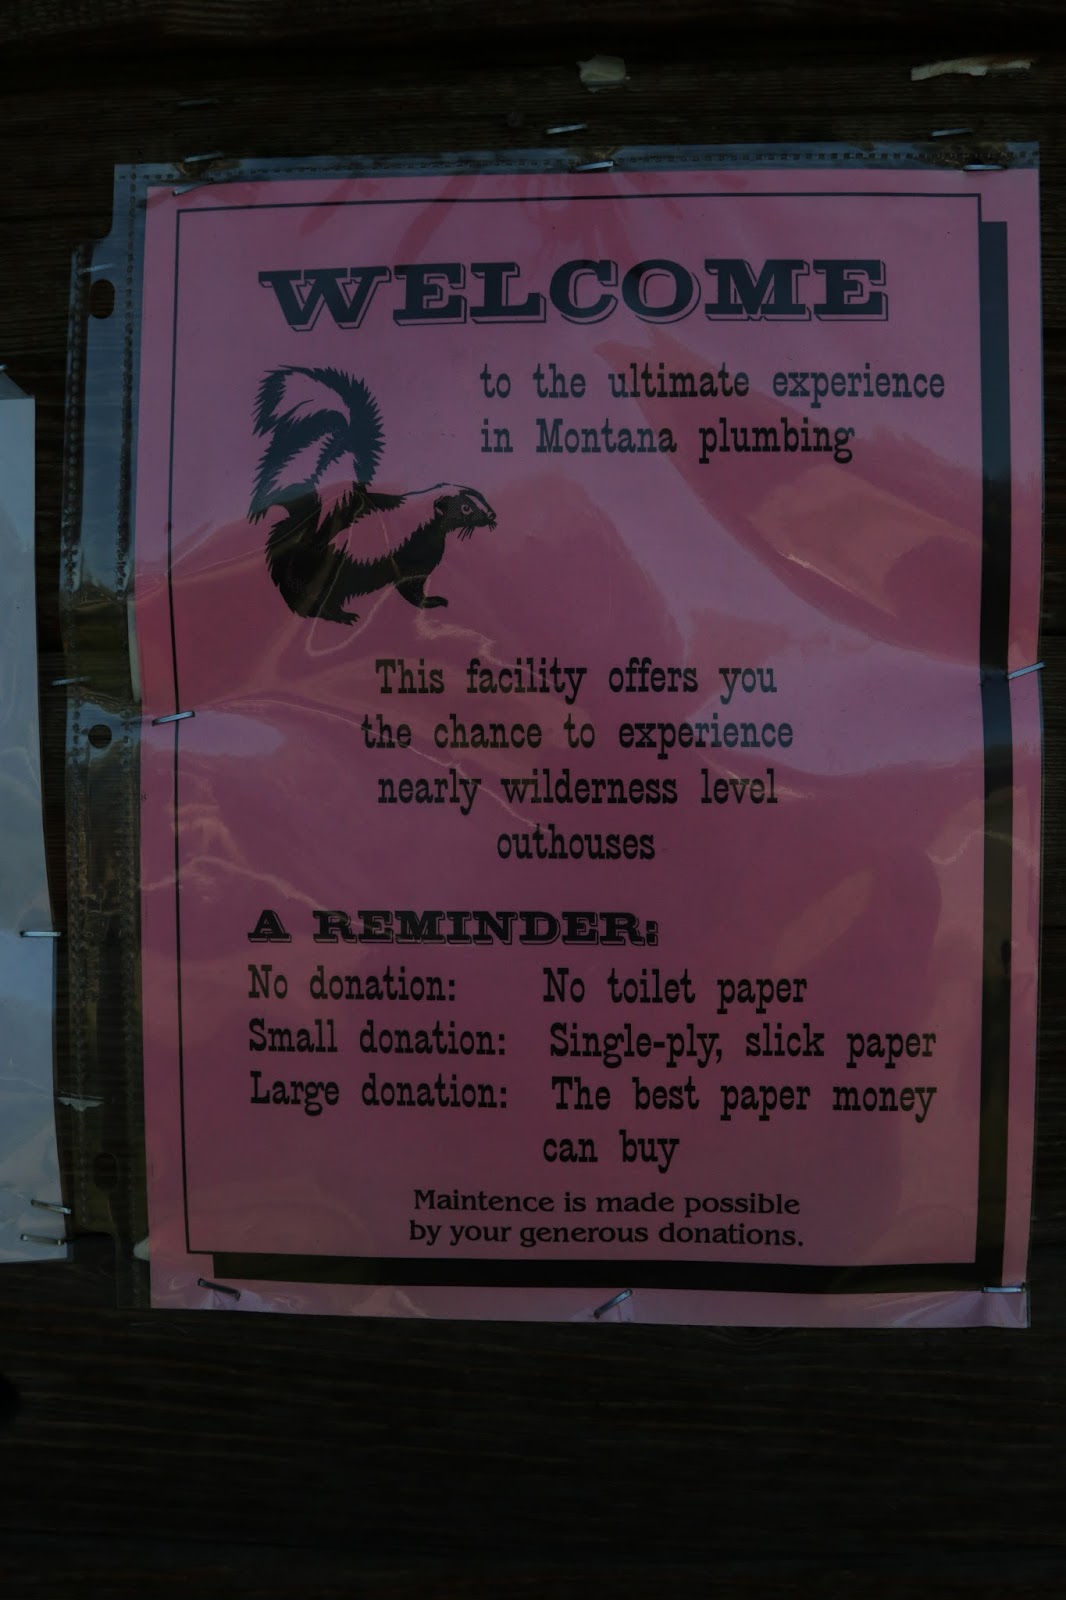 WELCOME
to the ultimate experience
in Montana plumbing
This facility offers you
the chance to experience
nearly wilderness level
outhouses
A REMINDER:
No donation: No toilet paper
Small donation: Single-ply, slick paper
Large donation: The best paper money
can buy
Maintence is made possible
by your generous donations.